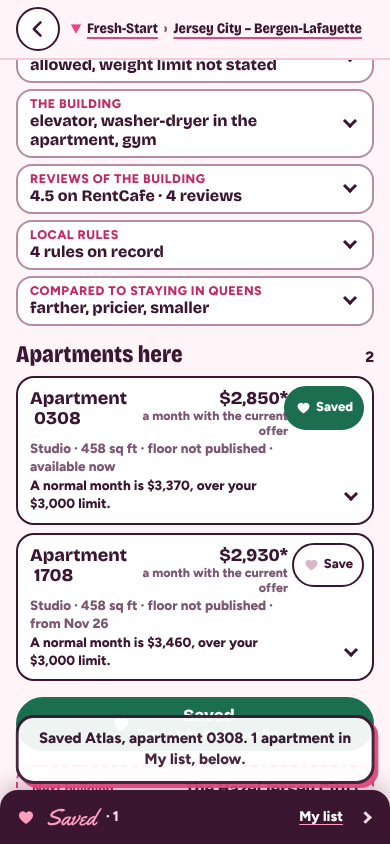 Fresh-Start › Jersey City – Bergen-Lafayette
allowed, weight limit not stated
THE BUILDING
elevator, washer-dryer in the
apartment, gym
REVIEWS OF THE BUILDING
4.5 on RentCafe · 4 reviews
LOCAL RULES
4 rules on record
COMPARED TO STAYING IN QUEENS
farther, pricier, smaller
Apartments here 2
Apartment $2,850* Saved
0308 a month with the current
offer
Studio · 458 sq ft · floor not published ·
available now
A normal month is $3,370, over your
$3,000 limit.
Apartment $2,930* Save
1708 a month with the current
offer
Studio · 458 sq ft · floor not published ·
from Nov 26
A normal month is $3,460, over your
$3,000 limit.
Saved
Saved Atlas, apartment 0308. 1 apartment in
My list, below.
Saved · 1 My list